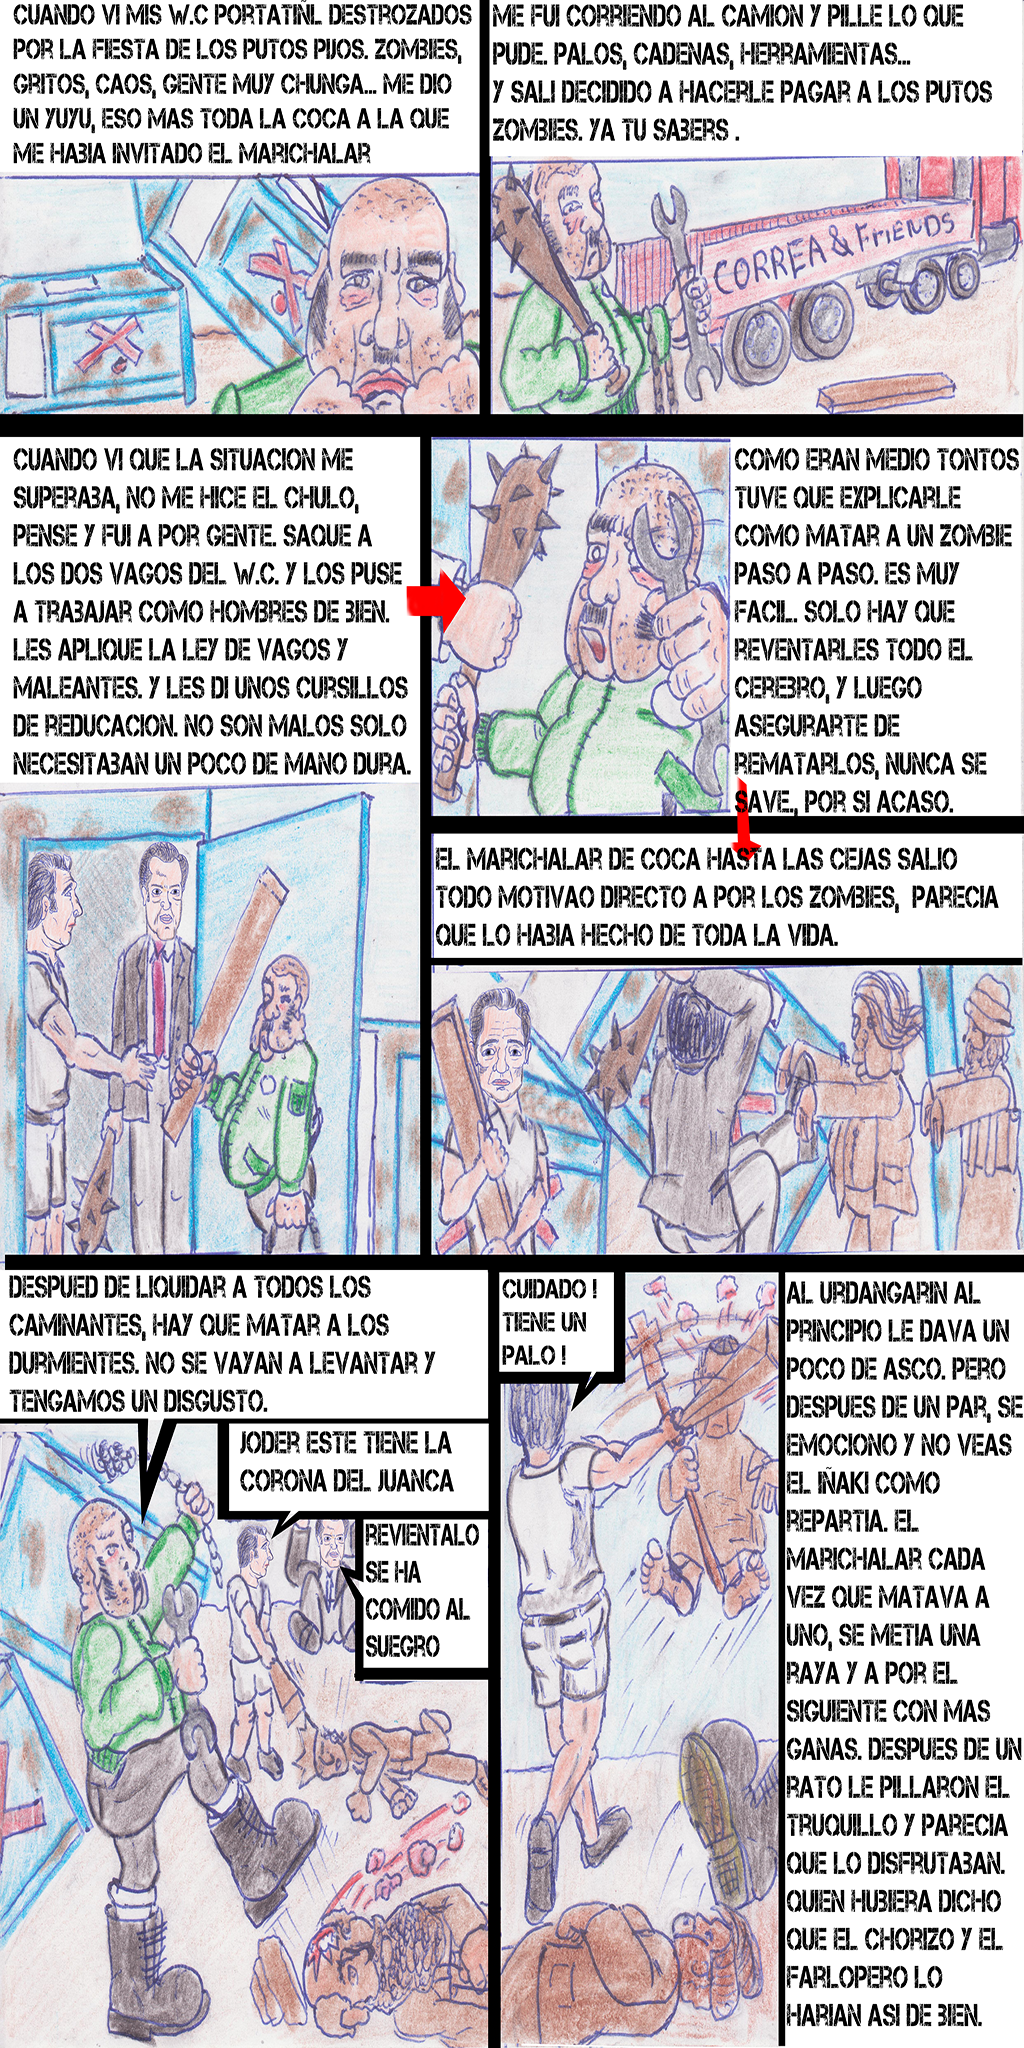 CUANDO VI MIS W.C PORTATIÑL DESTROZADOS
POR LA FIESTA DE LOS PUTOS PIJOS. ZOMBIES,
GRITOS, CAOS, GENTE MUY CHUNGA... ME DIO
UN YUYU, ESO MAS TODA LA COCA A LA QUE
ME HABIA INVITADO EL MARICHALAR
ME FUI CORRIENDO AL CAMION Y PILLE LO QUE
PUDE. PALOS, CADENAS, HERRAMIENTAS...
Y SALI DECIDIDO A HACERLE PAGAR A LOS PUTOS
ZOMBIES. YA TU SABERS .
CORREA & FRIENDS
CUANDO VI QUE LA SITUACION ME
SUPERABA, NO ME HICE EL CHULO,
PENSE Y FUI A POR GENTE. SAQUE A
LOS DOS VAGOS DEL W.C. Y LOS PUSE
A TRABAJAR COMO HOMBRES DE BIEN.
LES APLIQUE LA LEY DE VAGOS Y
MALEANTES. Y LES DI UNOS CURSILLOS
DE REDUCACION. NO SON MALOS SOLO
NECESITABAN UN POCO DE MANO DURA.
COMO ERAN MEDIO TONTOS
TUVE QUE EXPLICARLE
COMO MATAR A UN ZOMBIE
PASO A PASO. ES MUY
FACIL. SOLO HAY QUE
REVENTARLES TODO EL
CEREBRO, Y LUEGO
ASEGURARTE DE
REMATARLOS, NUNCA SE
SAVE., POR SI ACASO.
EL MARICHALAR DE COCA HASTA LAS CEJAS SALIO
TODO MOTIVAO DIRECTO A POR LOS ZOMBIES, PARECIA
QUE LO HABIA HECHO DE TODA LA VIDA.
DESPUED DE LIQUIDAR A TODOS LOS
CAMINANTES, HAY QUE MATAR A LOS
DURMIENTES. NO SE VAYAN A LEVANTAR Y
TENGAMOS UN DISGUSTO.
JODER ESTE TIENE LA
CORONA DEL JUANCA
REVIENTALO
SE HA
COMIDO AL
SUEGRO
CUIDADO !
TIENE UN
PALO !
AL URDANGARIN AL
PRINCIPIO LE DAVA UN
POCO DE ASCO. PERO
DESPUES DE UN PAR, SE
EMOCIONO Y NO VEAS
EL IÑAKI COMO
REPARTIA. EL
MARICHALAR CADA
VEZ QUE MATAVA A
UNO, SE METIA UNA
RAYA Y A POR EL
SIGUIENTE CON MAS
GANAS. DESPUES DE UN
RATO LE PILLARON EL
TRUQUILLO Y PARECIA
QUE LO DISFRUTABAN.
QUIEN HUBIERA DICHO
QUE EL CHORIZO Y EL
FARLOPERO LO
HARIAN ASI DE BIEN.